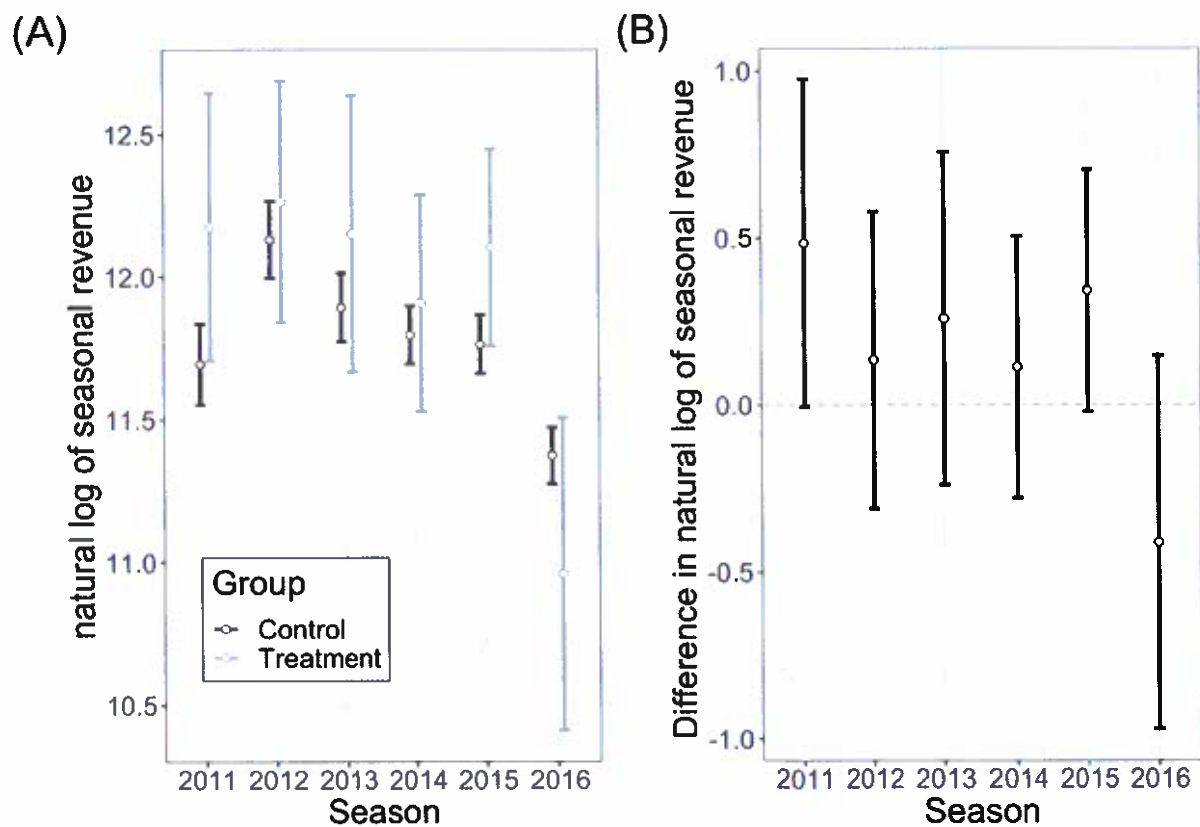 (A)
natural log of seasonal revenue
12.5
12.0
11.5
11.0
10.5
Group
Control
Treatment
2011 2012 2013 2014 2015 2016
Season
(B)
Difference in natural log of seasonal revenue
1.0
0.5
0.0
-0.5
-1.0
2011 2012 2013 2014 2015 2016
Season